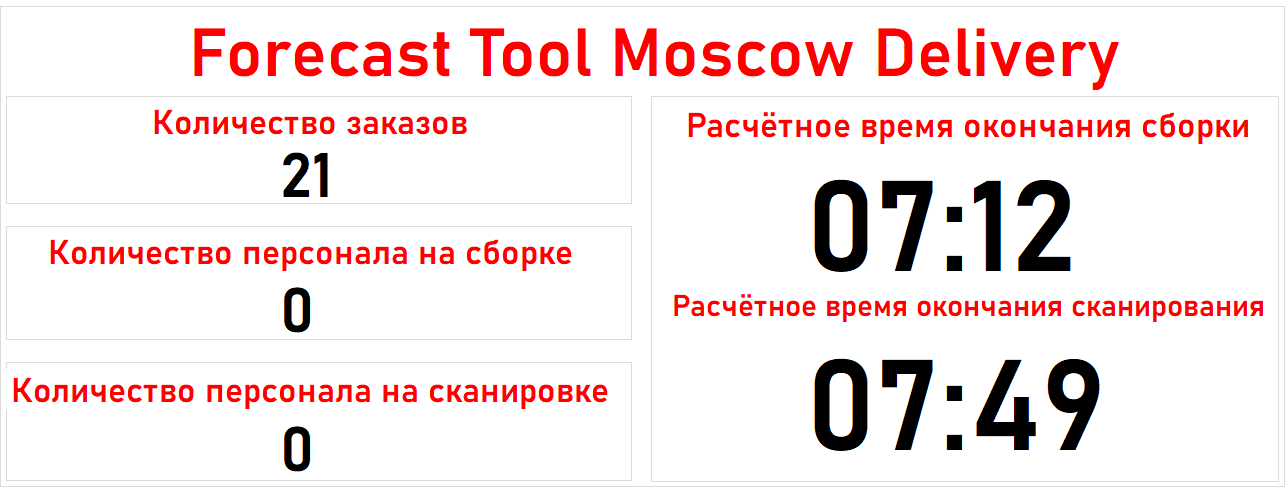 Forecast Tool Moscow Delivery
Количество заказов
21
Количество персонала на сборке
0
Количество персонала на сканировке
0
Расчётное время окончания сборки
07:12
Расчётное время окончания сканирования
07:49